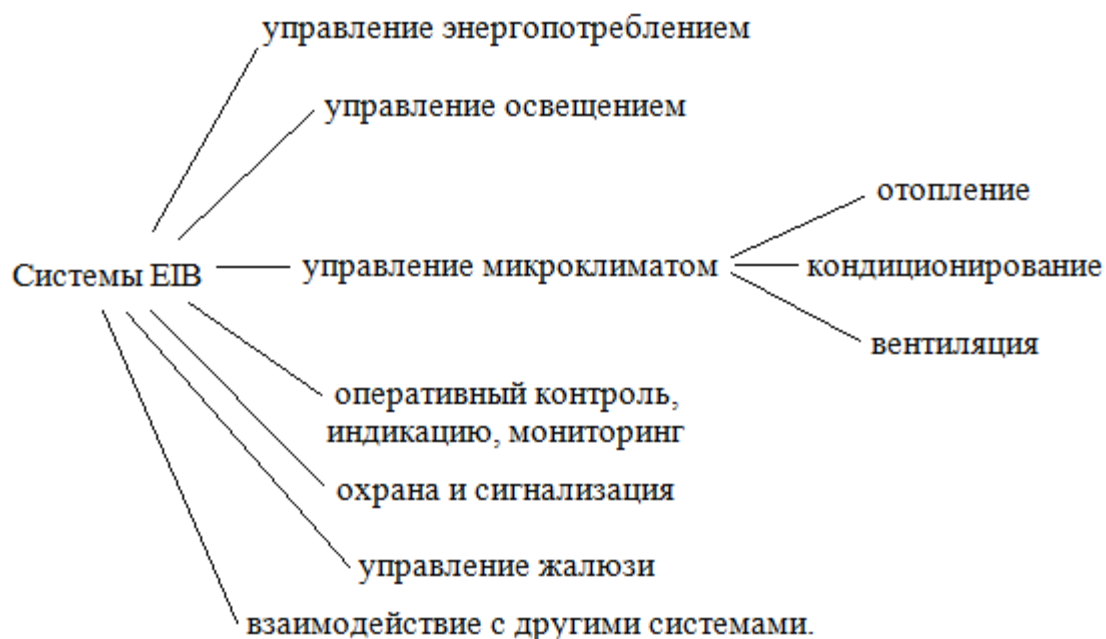 управление энергопотреблением
управление освещением
отопление
Системы EIB
управление микроклиматом
кондиционирование
вентиляция
оперативный контроль,
индикацию, мониторинг
охрана и сигнализация
управление жалюзи
взаимодействие с другими системами.